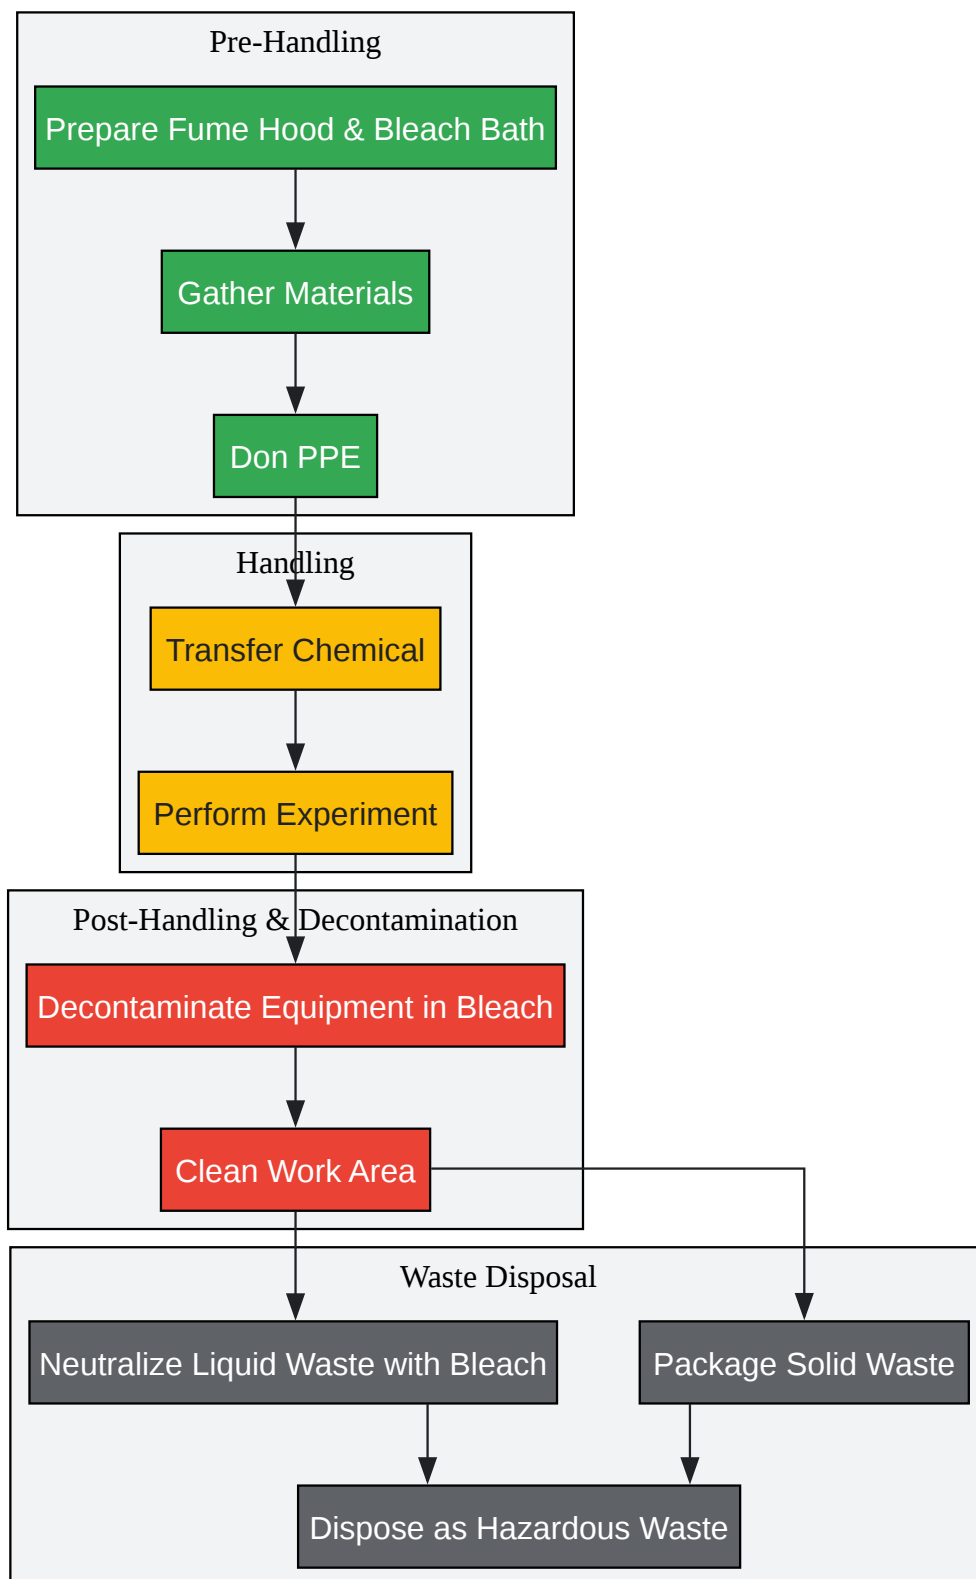 Pre-Handling
Prepare Fume Hood & Bleach Bath
Gather Materials
Don PPE
Handling
Transfer Chemical
Perform Experiment
Post-Handling & Decontamination
Decontaminate Equipment in Bleach
Clean Work Area
Waste Disposal
Neutralize Liquid Waste with Bleach
Package Solid Waste
Dispose as Hazardous Waste